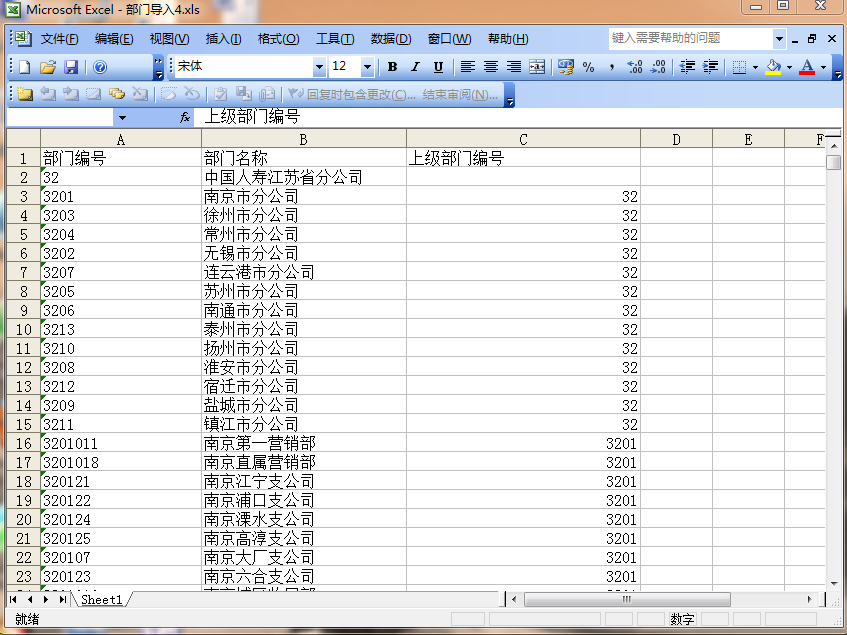 Microsoft Excel - 部门导入4.xls
文件(F) 编辑(E) 视图(V) 插入(I) 格式(O) 工具(T) 数据(D) 窗口(W) 帮助(H) 键入需要帮助的问题
宋体 12 B I U
回复时包含更改(C)... 结束审阅(N)...
fx 上级部门编号
A B C D E F
1 部门编号 部门名称 上级部门编号
2 32 中国人寿江苏省分公司
3 3201 南京市分公司 32
4 3203 徐州市分公司 32
5 3204 常州市分公司 32
6 3202 无锡市分公司 32
7 3207 连云港市分公司 32
8 3205 苏州市分公司 32
9 3206 南通市分公司 32
10 3213 泰州市分公司 32
11 3210 扬州市分公司 32
12 3208 淮安市分公司 32
13 3212 宿迁市分公司 32
14 3209 盐城市分公司 32
15 3211 镇江市分公司 32
16 3201011 南京第一营销部 3201
17 3201018 南京直属营销部 3201
18 320121 南京江宁支公司 3201
19 320122 南京浦口支公司 3201
20 320124 南京溧水支公司 3201
21 320125 南京高淳支公司 3201
22 320107 南京大厂支公司 3201
23 320123 南京六合支公司 3201
Sheet1
就绪 数字